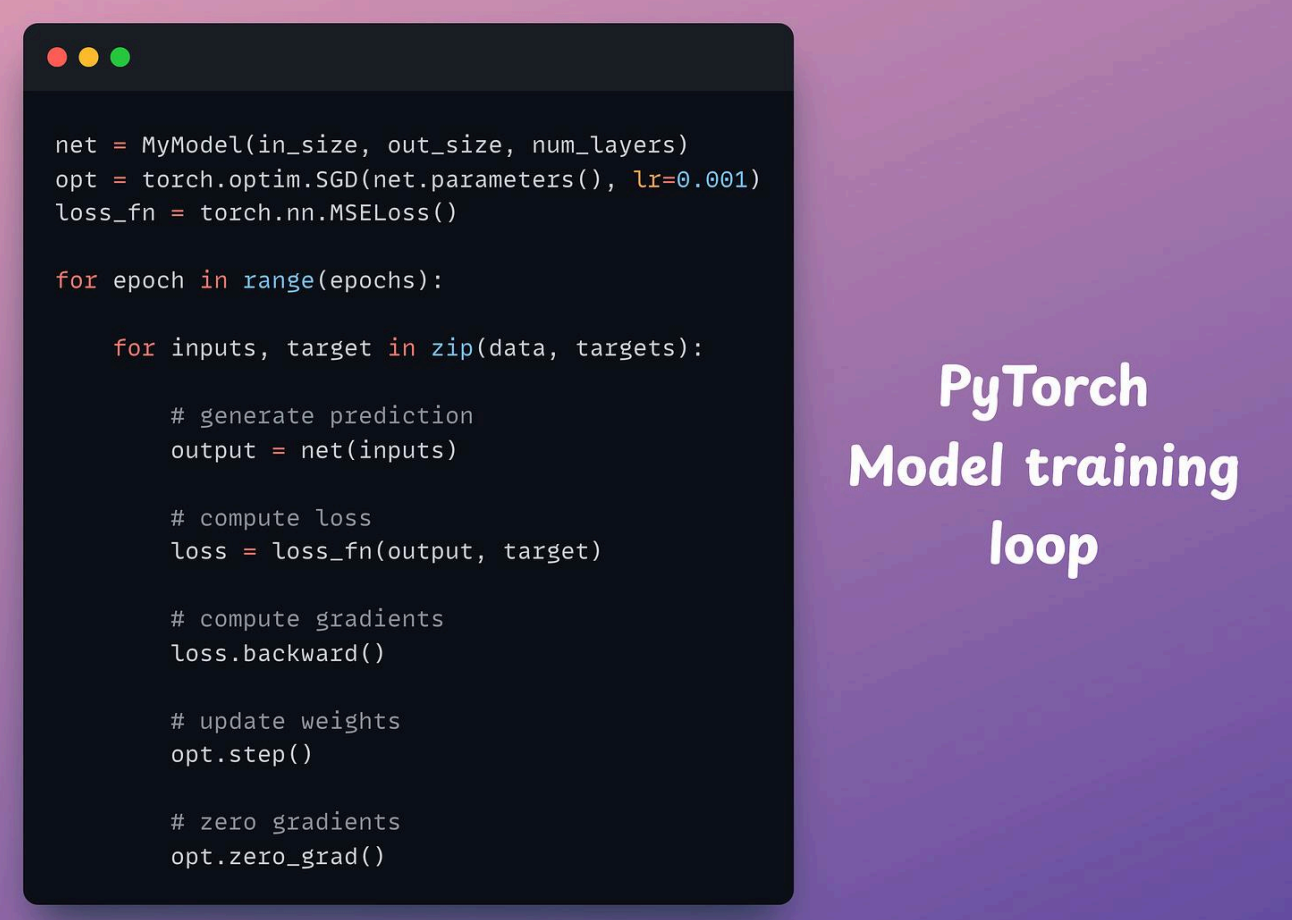 net = MyModel(in_size, out_size, num_layers)
opt = torch.optim.SGD(net.parameters(), lr=0.001)
loss_fn = torch.nn.MSELoss()
for epoch in range(epochs):
    for inputs, target in zip(data, targets):
        # generate prediction
        output = net(inputs)
        # compute loss
        loss = loss_fn(output, target)
        # compute gradients
        loss.backward()
        # update weights
        opt.step()
        # zero gradients
        opt.zero_grad()
PyTorch
Model training
loop